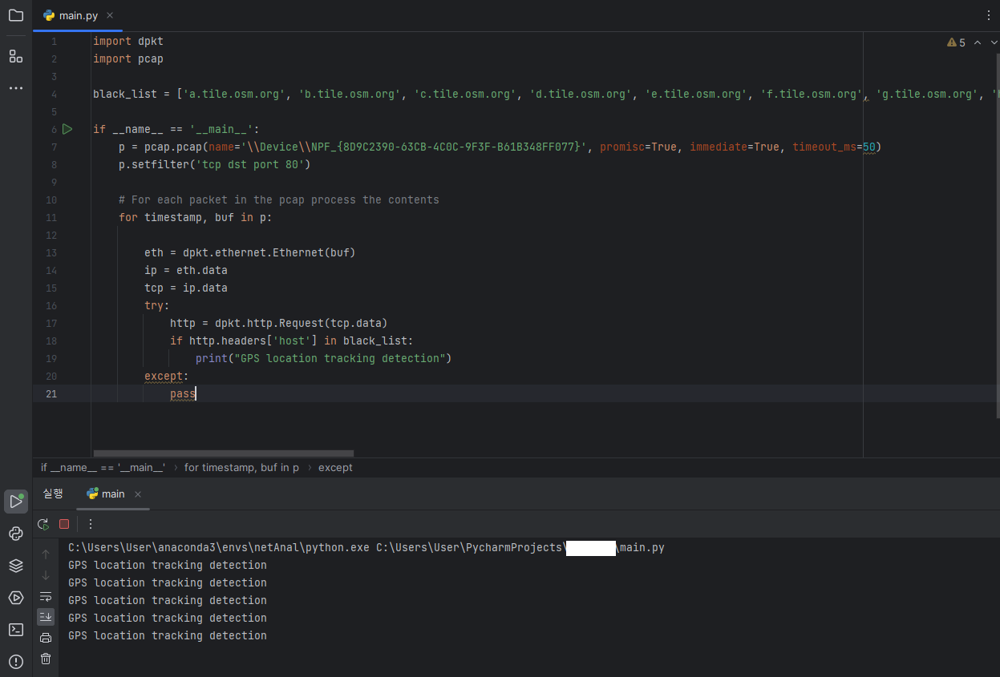 main.py
1 import dpkt
2 import pcap
3
4 black_list = ['a.tile.osm.org', 'b.tile.osm.org', 'c.tile.osm.org', 'd.tile.osm.org', 'e.tile.osm.org', 'f.tile.osm.org', 'g.tile.osm.org', '
5
6 if __name__ == '__main__':
7 p = pcap.pcap(name='\\Device\\NPF_{8D9C2390-63CB-4C0C-9F3F-B61B348FF077}', promisc=True, immediate=True, timeout_ms=50)
8 p.setfilter('tcp dst port 80')
9
10 # For each packet in the pcap process the contents
11 for timestamp, buf in p:
12
13 eth = dpkt.ethernet.Ethernet(buf)
14 ip = eth.data
15 tcp = ip.data
16 try:
17 http = dpkt.http.Request(tcp.data)
18 if http.headers['host'] in black_list:
19 print("GPS location tracking detection")
20 except:
21 pass
5
if __name__ == '__main__' › for timestamp, buf in p › except
실행 main
C:\Users\User\anaconda3\envs\netAnal\python.exe C:\Users\User\PycharmProjects\ \main.py
GPS location tracking detection
GPS location tracking detection
GPS location tracking detection
GPS location tracking detection
GPS location tracking detection